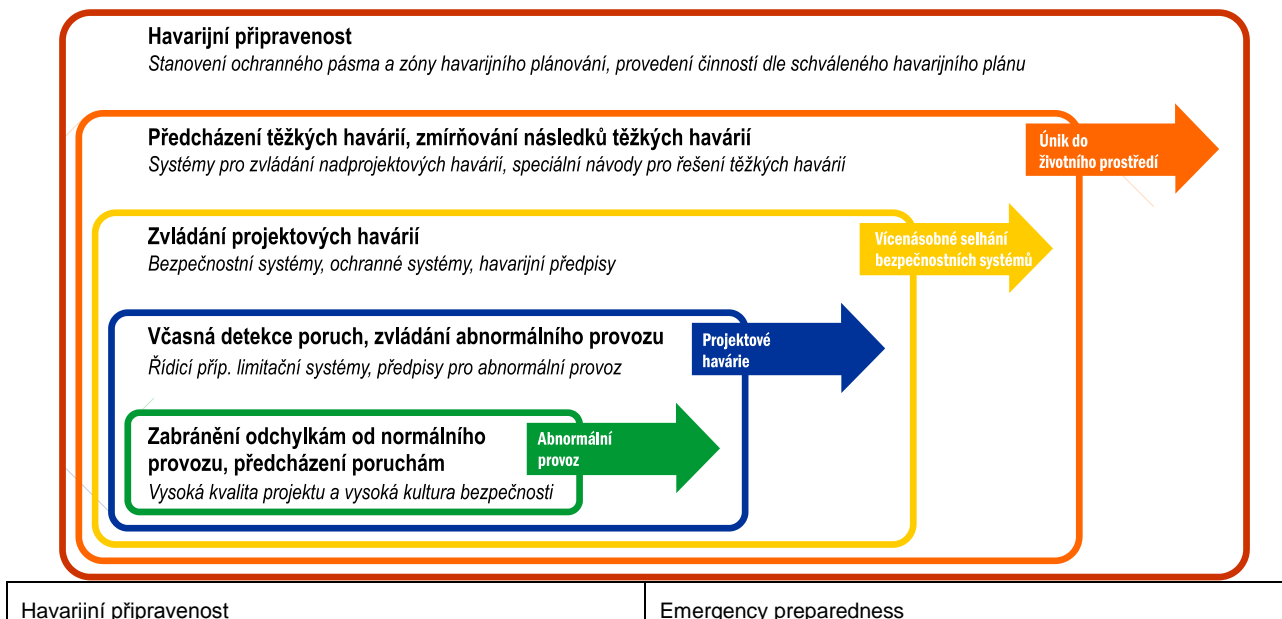 Havarijní připravenost
Stanovení ochranného pásma a zóny havarijního plánování, provedení činností dle schváleného havarijního plánu
Předcházení těžkých havárií, zmírňování následků těžkých havárií
Systémy pro zvládání nadprojektových havárií, speciální návody pro řešení těžkých havárií
Únik do
životního prostředí
Zvládání projektových havárií
Bezpečnostní systémy, ochranné systémy, havarijní předpisy
Vícenásobné selhání
bezpečnostních systémů
Včasná detekce poruch, zvládání abnormálního provozu
Řídicí příp. limitační systémy, předpisy pro abnormální provoz
Projektové
havárie
Zabránění odchylkám od normálního
provozu, předcházení poruchám
Vysoká kvalita projektu a vysoká kultura bezpečnosti
Abnormální
provoz
Havarijní připravenost
Emergency preparedness